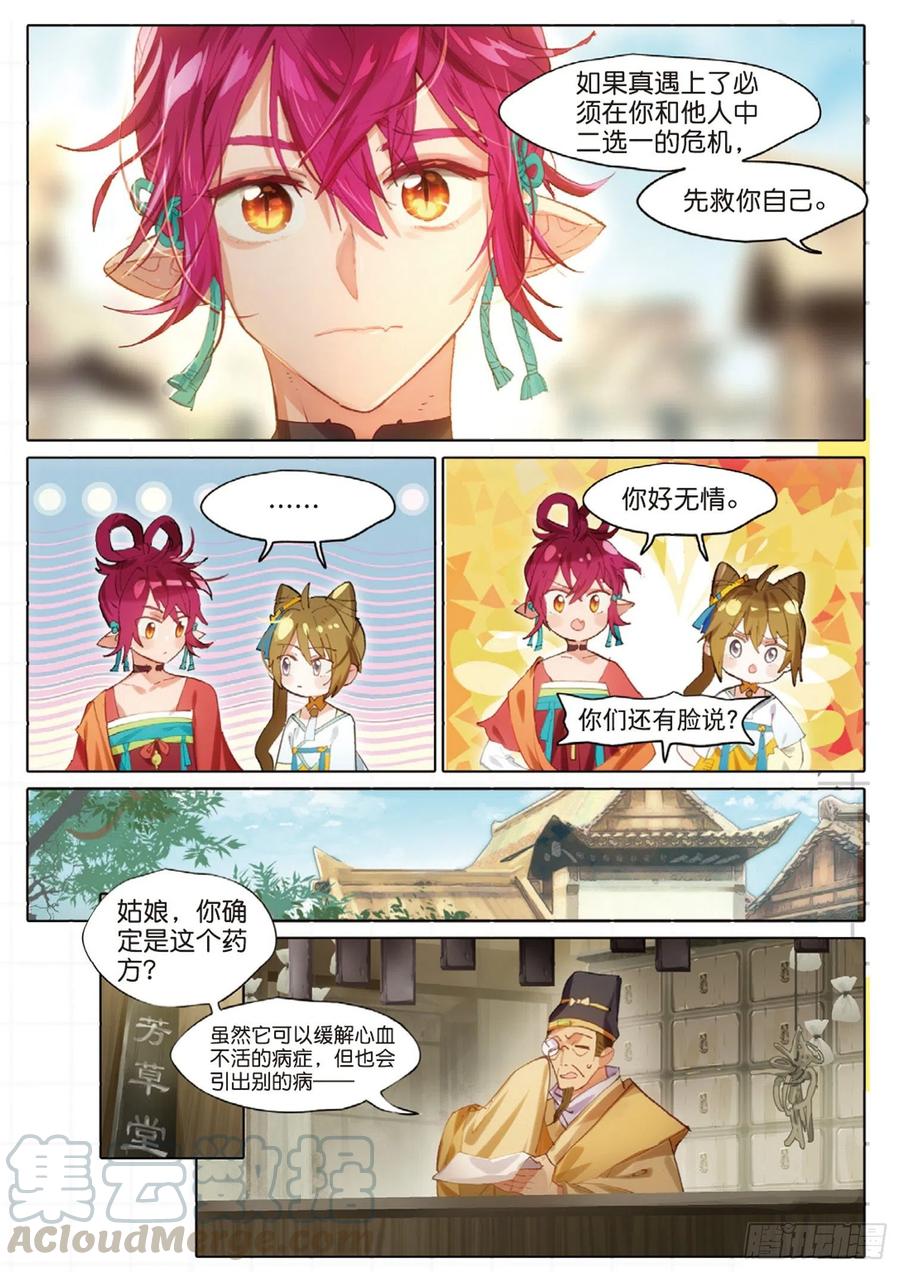 如果真遇上了必
须在你和他人中
二选一的危机，
先救你自己。
……
你好无情。
你们还有脸说？
姑娘，你确
定是这个药
方？
虽然它可以缓解心血
不活的病症，但也会
引出别的病——
芳草堂
集云数据
ACloudMerge.com
腾讯动漫